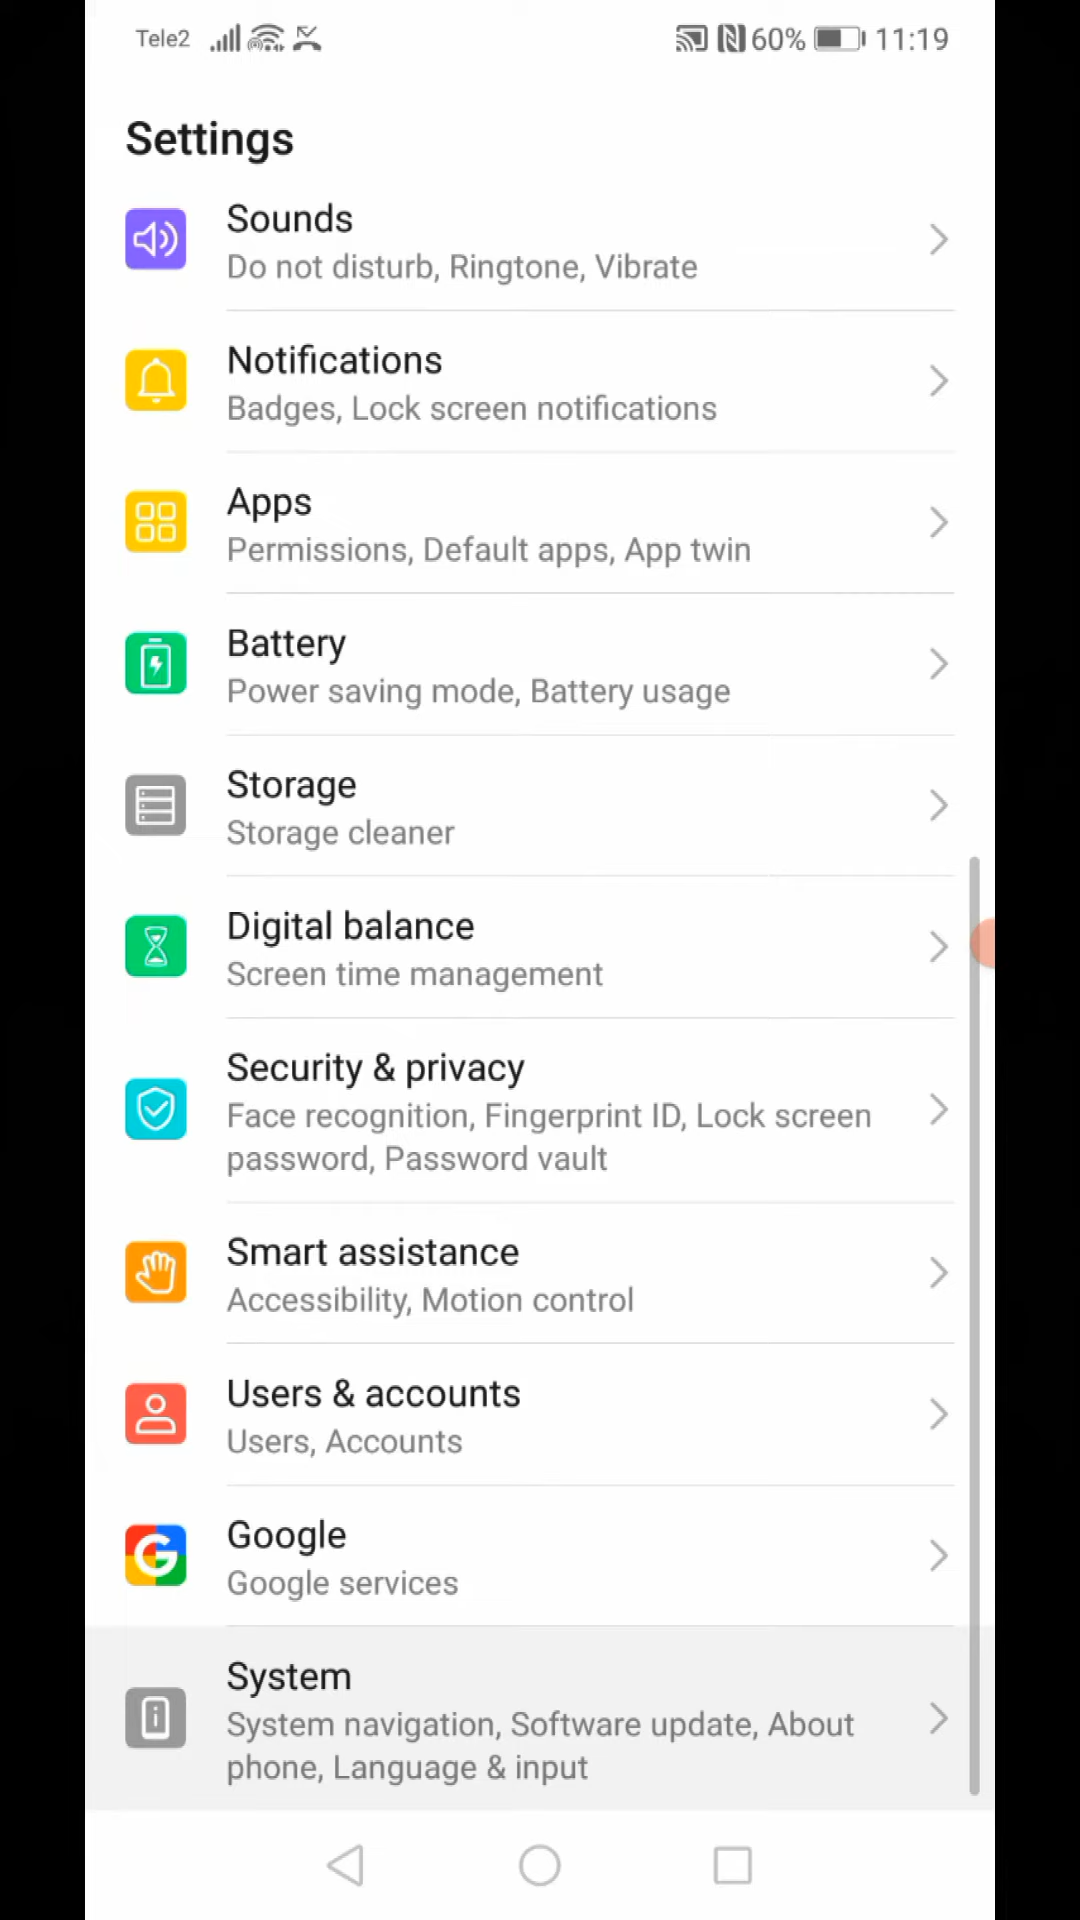 Tele2 60% 11:19
Settings
Sounds
Do not disturb, Ringtone, Vibrate
Notifications
Badges, Lock screen notifications
Apps
Permissions, Default apps, App twin
Battery
Power saving mode, Battery usage
Storage
Storage cleaner
Digital balance
Screen time management
Security & privacy
Face recognition, Fingerprint ID, Lock screen
password, Password vault
Smart assistance
Accessibility, Motion control
Users & accounts
Users, Accounts
Google
Google services
System
System navigation, Software update, About
phone, Language & input